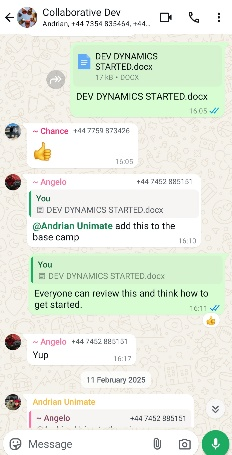 Collaborative Dev
Andrian, +44 7354 835464, +44...
DEV DYNAMICS
STARTED.docx
17 kB • DOCX
DEV DYNAMICS STARTED.docx
16:05
~ Chance +44 7759 873426
👍
16:05
~ Angelo +44 7452 885151
You
DEV DYNAMICS STARTED.docx
@Andrian Unimate add this to the
base camp
16:10
You
DEV DYNAMICS STARTED.docx
Everyone can review this and think how to
get started.
16:11
👍
~ Angelo +44 7452 885151
Yup
16:17
11 February 2025
Andrian Unimate
~ Angelo +44 7452 885151
Message